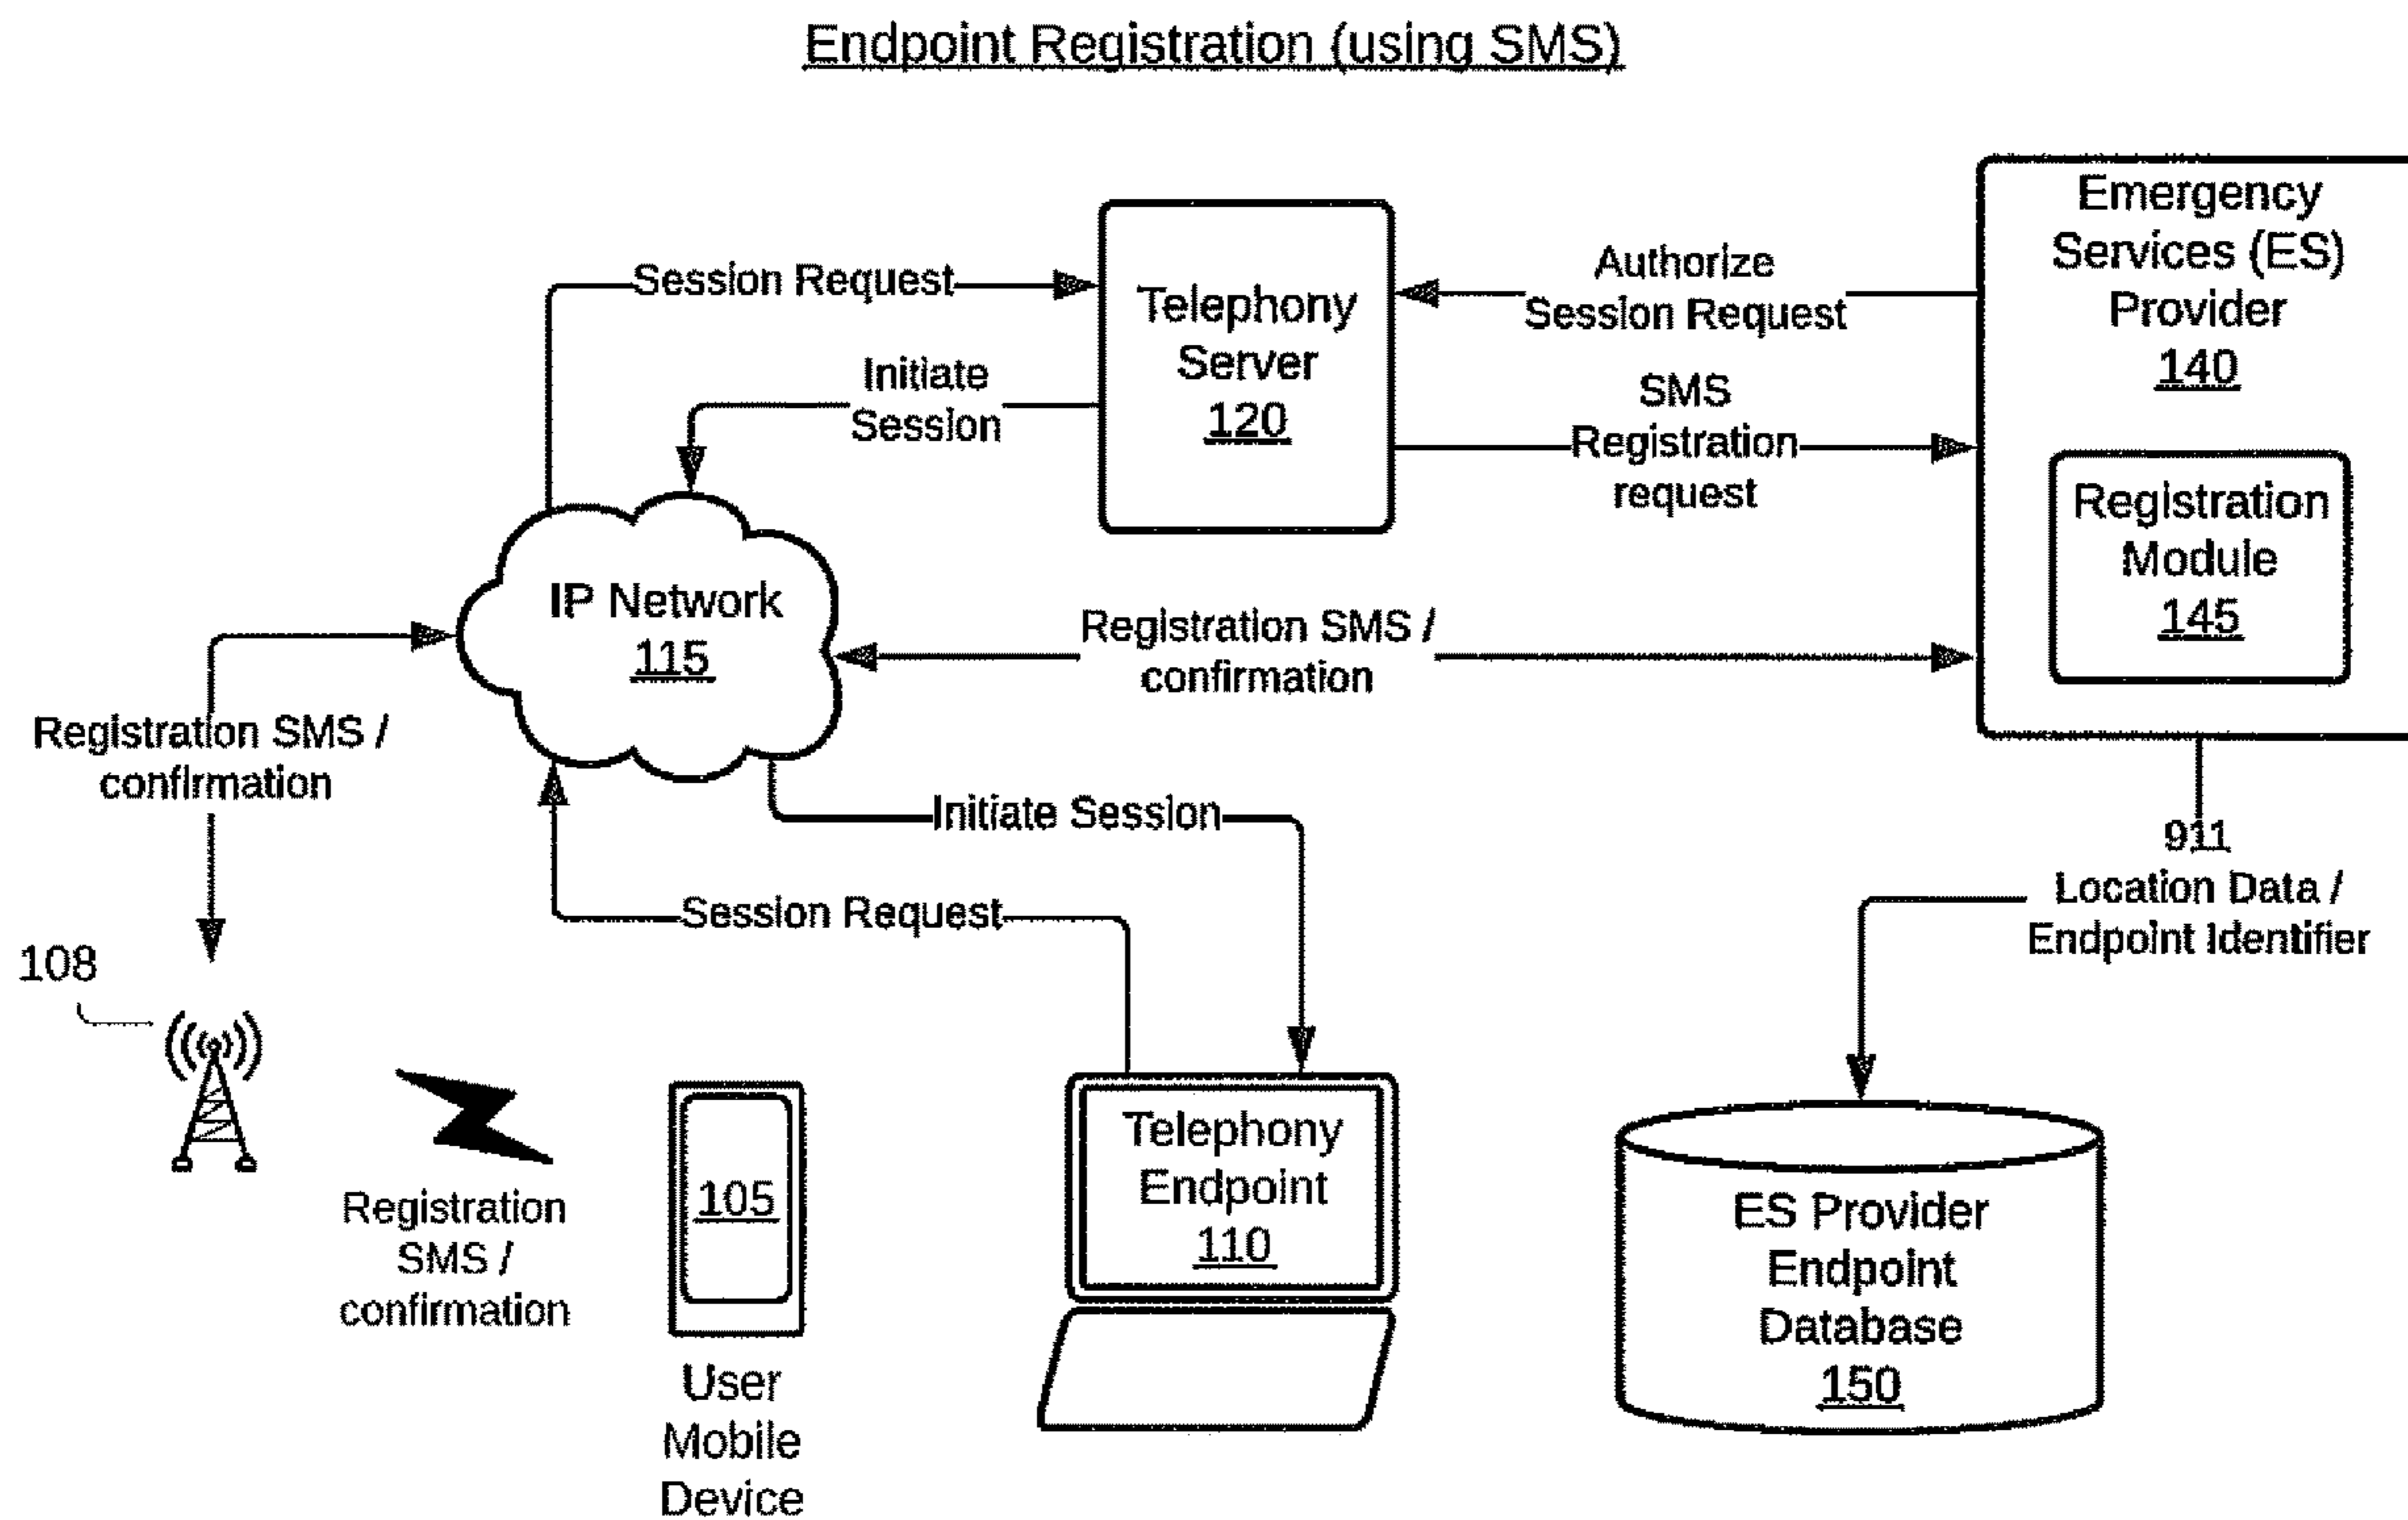 Endpoint Registration (using SMS)
Emergency
Services (ES)
Provider
140
Registration
Module
145
Session Request
Telephony
Server
120
Authorize
Session Request
Initiate
Session
SMS
Registration
request
IP Network
115
Registration SMS /
confirmation
Registration SMS /
confirmation
Initiate Session
Session Request
911
Location Data /
Endpoint Identifier
108
Registration
SMS /
confirmation
105
User
Mobile
Device
Telephony
Endpoint
110
ES Provider
Endpoint
Database
150